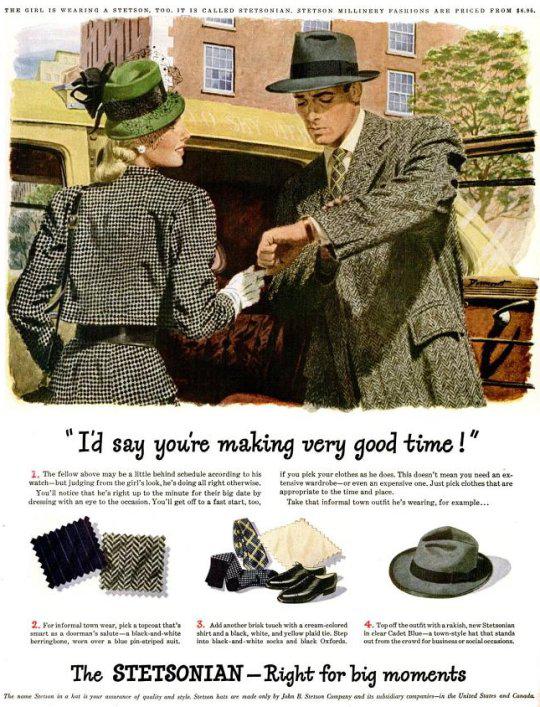 THE GIRL IS WEARING A STETSON, TOO. IT IS CALLED STETSONIAN. STETSON MILLINERY FASHIONS ARE PRICED FROM $6.95.
"I'd say you're making very good time!"
1. The fellow above may be a little behind schedule according to his
watch—but judging from the girl's look, he's doing all right otherwise.
You'll notice that he's right up to the minute for their big date by
dressing with an eye to the occasion. You'll get off to a fast start, too,
if you pick your clothes as he does. This doesn't mean you need an ex-
tensive wardrobe—or even an expensive one. Just pick clothes that are
appropriate to the time and place.
Take that informal town outfit he's wearing, for example...
2. For informal town wear, pick a topcoat that's
smart as a doorman's salute—a black-and-white
herringbone, worn over a blue pin-striped suit.
3. Add another brisk touch with a cream-colored
shirt and a black, white, and yellow plaid tie. Step
into black-and-white socks and black Oxfords.
4. Top off the outfit with a rakish, new Stetsonian
in clear Cadet Blue—a town-style hat that stands
out from the crowd for business or social occasions.
The STETSONIAN—Right for big moments
The name Stetson in a hat is your assurance of quality and style. Stetson hats are made only by John B. Stetson Company and its subsidiary companies—in the United States and Canada.